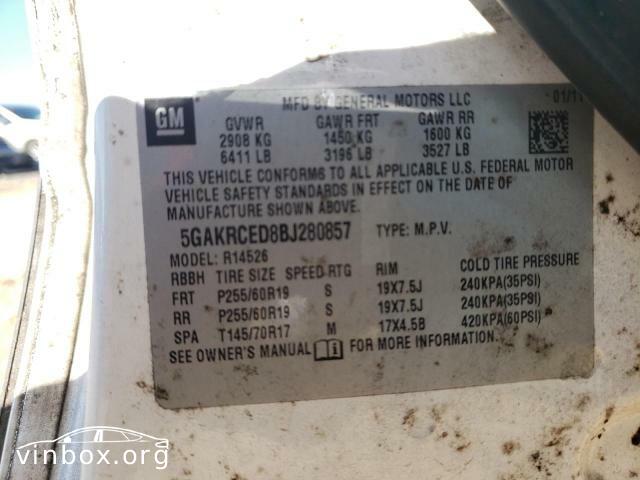 GM
MFD BY GENERAL MOTORS LLC 01/11
GVWR GAWR FRT GAWR RR
2908 KG 1450 KG 1600 KG
6411 LB 3196 LB 3527 LB
THIS VEHICLE CONFORMS TO ALL APPLICABLE U.S. FEDERAL MOTOR
VEHICLE SAFETY STANDARDS IN EFFECT ON THE DATE OF
MANUFACTURE SHOWN ABOVE.
5GAKRCED8BJ280857 TYPE: M.P.V.
MODEL: R14526
RBBH TIRE SIZE SPEED RTG RIM COLD TIRE PRESSURE
FRT P255/60R19 S 19X7.5J 240KPA(35PSI)
RR P255/60R19 S 19X7.5J 240KPA(35PSI)
SPA T145/70R17 M 17X4.5B 420KPA(60PSI)
SEE OWNER'S MANUAL FOR MORE INFORMATION.
vinbox.org